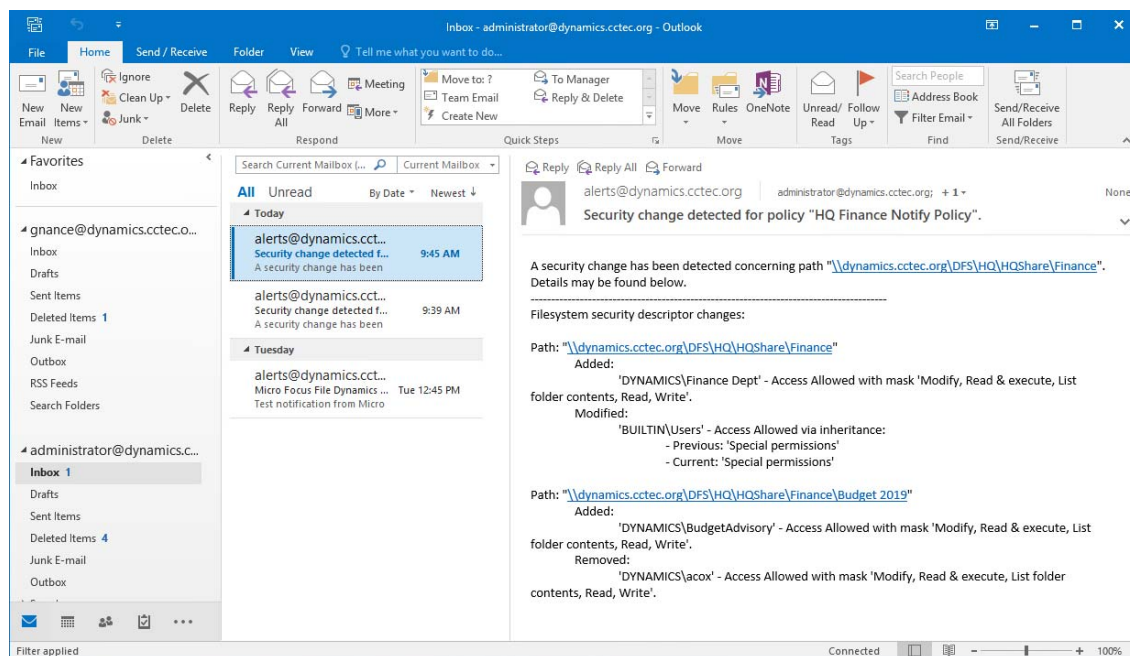 Inbox - administrator@dynamics.cctec.org - Outlook
File Home Send / Receive Folder View Tell me what you want to do...
New Email
New Items
Ignore
Clean Up
Junk
Delete
Reply
Reply All
Forward
Meeting
More
Move to: ?
Team Email
Create New
To Manager
Reply & Delete
Move
Rules
OneNote
Unread/ Read
Follow Up
Search People
Address Book
Filter Email
Send/Receive All Folders
New Delete Respond Quick Steps Move Tags Find Send/Receive
Favorites
Inbox
gnance@dynamics.cctec.o...
Inbox
Drafts
Sent Items
Deleted Items 1
Junk E-mail
Outbox
RSS Feeds
Search Folders
administrator@dynamics.c...
Inbox 1
Drafts
Sent Items
Deleted Items 4
Junk E-mail
Outbox
Search Current Mailbox (... Current Mailbox
All Unread By Date Newest ↓
Today
alerts@dynamics.cct...
Security change detected f... 9:45 AM
A security change has been
alerts@dynamics.cct...
Security change detected f... 9:39 AM
A security change has been
Tuesday
alerts@dynamics.cct...
Micro Focus File Dynamics ... Tue 12:45 PM
Test notification from Micro
Reply Reply All Forward
alerts@dynamics.cctec.org administrator@dynamics.cctec.org; + 1 None
Security change detected for policy "HQ Finance Notify Policy".
A security change has been detected concerning path "\\dynamics.cctec.org\DFS\HQ\HQShare\Finance".
Details may be found below.
--------------------------------------------------------------------------------
Filesystem security descriptor changes:
Path: "\\dynamics.cctec.org\DFS\HQ\HQShare\Finance"
Added:
'DYNAMICS\Finance Dept' - Access Allowed with mask 'Modify, Read & execute, List
folder contents, Read, Write'.
Modified:
'BUILTIN\Users' - Access Allowed via inheritance:
- Previous: 'Special permissions'
- Current: 'Special permissions'
Path: "\\dynamics.cctec.org\DFS\HQ\HQShare\Finance\Budget 2019"
Added:
'DYNAMICS\BudgetAdvisory' - Access Allowed with mask 'Modify, Read & execute, List
folder contents, Read, Write'.
Removed:
'DYNAMICS\acox' - Access Allowed with mask 'Modify, Read & execute, List folder
contents, Read, Write'.
Filter applied Connected 100%